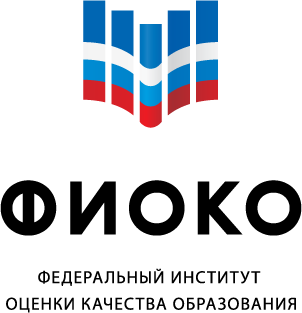 ФИОКО
ФЕДЕРАЛЬНЫЙ ИНСТИТУТ
ОЦЕНКИ КАЧЕСТВА ОБРАЗОВАНИЯ